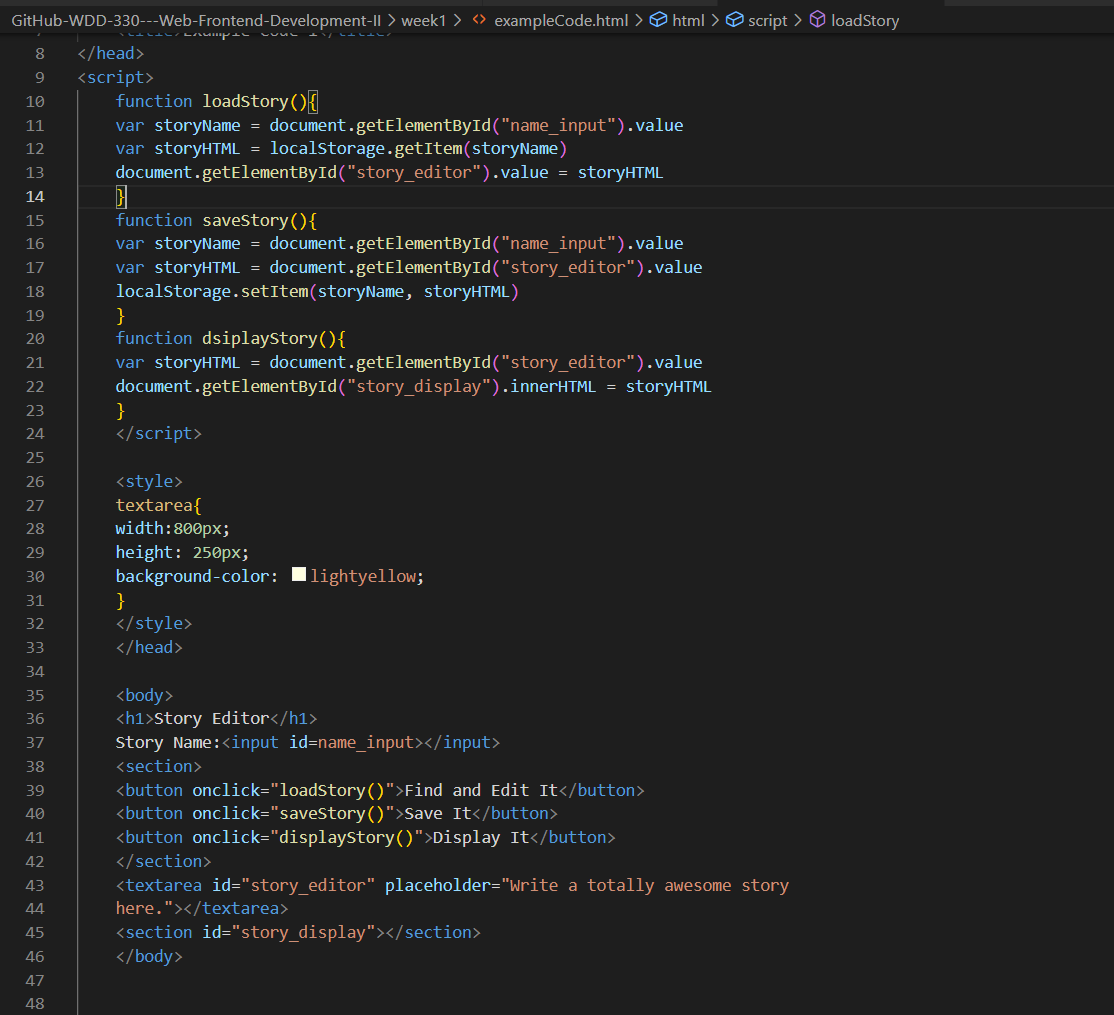 GitHub-WDD-330---Web-Frontend-Development-II > week1 > <> exampleCode.html > html > script > loadStory
7 <title>Example Code 1</title>
8 </head>
9 <script>
10 function loadStory(){
11 var storyName = document.getElementById("name_input").value
12 var storyHTML = localStorage.getItem(storyName)
13 document.getElementById("story_editor").value = storyHTML
14 }
15 function saveStory(){
16 var storyName = document.getElementById("name_input").value
17 var storyHTML = document.getElementById("story_editor").value
18 localStorage.setItem(storyName, storyHTML)
19 }
20 function dsiplayStory(){
21 var storyHTML = document.getElementById("story_editor").value
22 document.getElementById("story_display").innerHTML = storyHTML
23 }
24 </script>
25
26 <style>
27 textarea{
28 width:800px;
29 height: 250px;
30 background-color: lightyellow;
31 }
32 </style>
33 </head>
34
35 <body>
36 <h1>Story Editor</h1>
37 Story Name:<input id=name_input></input>
38 <section>
39 <button onclick="loadStory()">Find and Edit It</button>
40 <button onclick="saveStory()">Save It</button>
41 <button onclick="displayStory()">Display It</button>
42 </section>
43 <textarea id="story_editor" placeholder="Write a totally awesome story
44 here."></textarea>
45 <section id="story_display"></section>
46 </body>
47
48